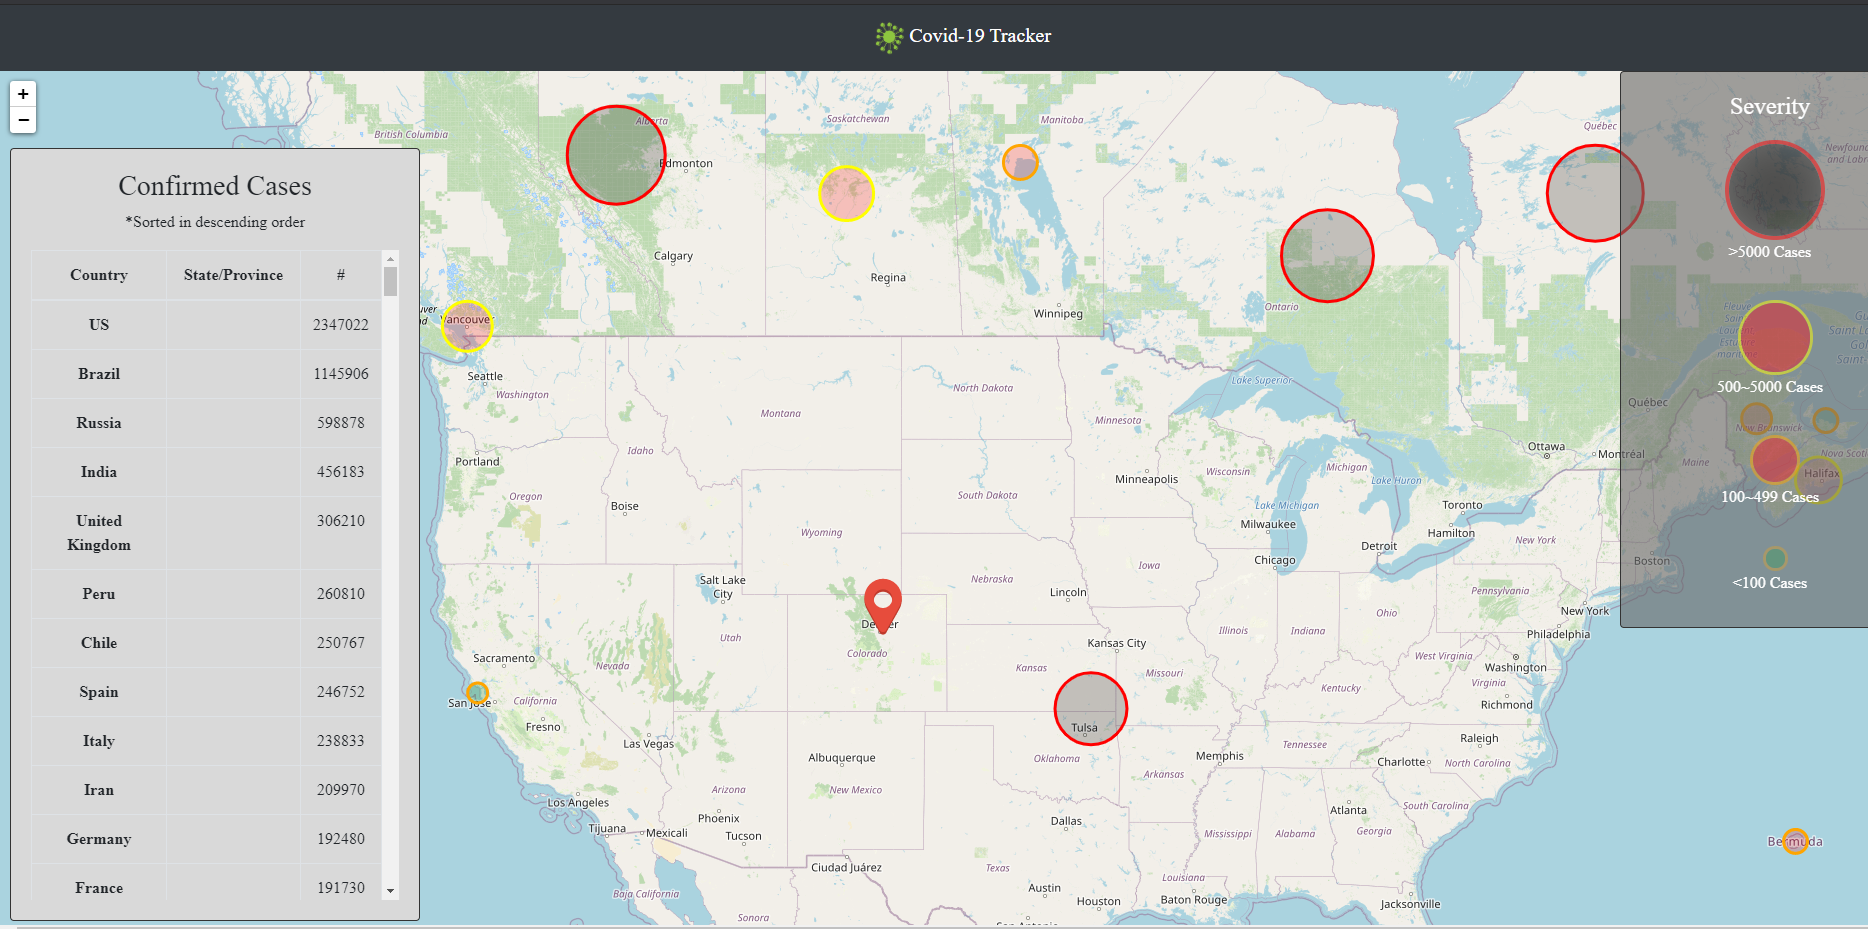 Covid-19 Tracker
+
−
Confirmed Cases
*Sorted in descending order
Country State/Province #
US 2347022
Brazil 1145906
Russia 598878
India 456183
United
Kingdom 306210
Peru 260810
Chile 250767
Spain 246752
Italy 238833
Iran 209970
Germany 192480
France 191730
Severity
>5000 Cases
500~5000 Cases
100~499 Cases
<100 Cases
British Columbia
Alberta
Edmonton
Saskatchewan
Manitoba
Québec
Calgary
Regina
Winnipeg
Ontario
Seattle
Washington
North Dakota
Lake Superior
Montana
Minnesota
Québec
New Brunswick
Idaho
Portland
Ottawa
Montréal
Maine
Halifax
Nova Scoti
Michigan
Wisconsin
Lake Huron
Minneapolis
Oregon
South Dakota
Boise
Lake Michigan
Toronto
Milwaukee
Hamilton
Wyoming
Detroit
New York
Chicago
Boston
Iowa
Salt Lake
City
Nebraska
Lincoln
Pennsylvania
New York
Ohio
Philadelphia
Utah
Colorado
Illinois
Indiana
Kansas City
Sacramento
Nevada
Kansas
Missouri
West Virginia
Washington
Kentucky
Virginia
Richmond
California
Fresno
Las Vegas
Tulsa
Oklahoma
Albuquerque
New Mexico
Memphis
Tennessee
Raleigh
Charlotte
North Carolina
Arkansas
Arizona
Los Angeles
Phoenix
Tucson
Tijuana
Mexicali
Dallas
Atlanta
South Carolina
Mississippi
Alabama
Georgia
Bermuda
Ciudad Juárez
Texas
Louisiana
Baja California
Austin
Houston
Baton Rouge
Jacksonville
Sonora